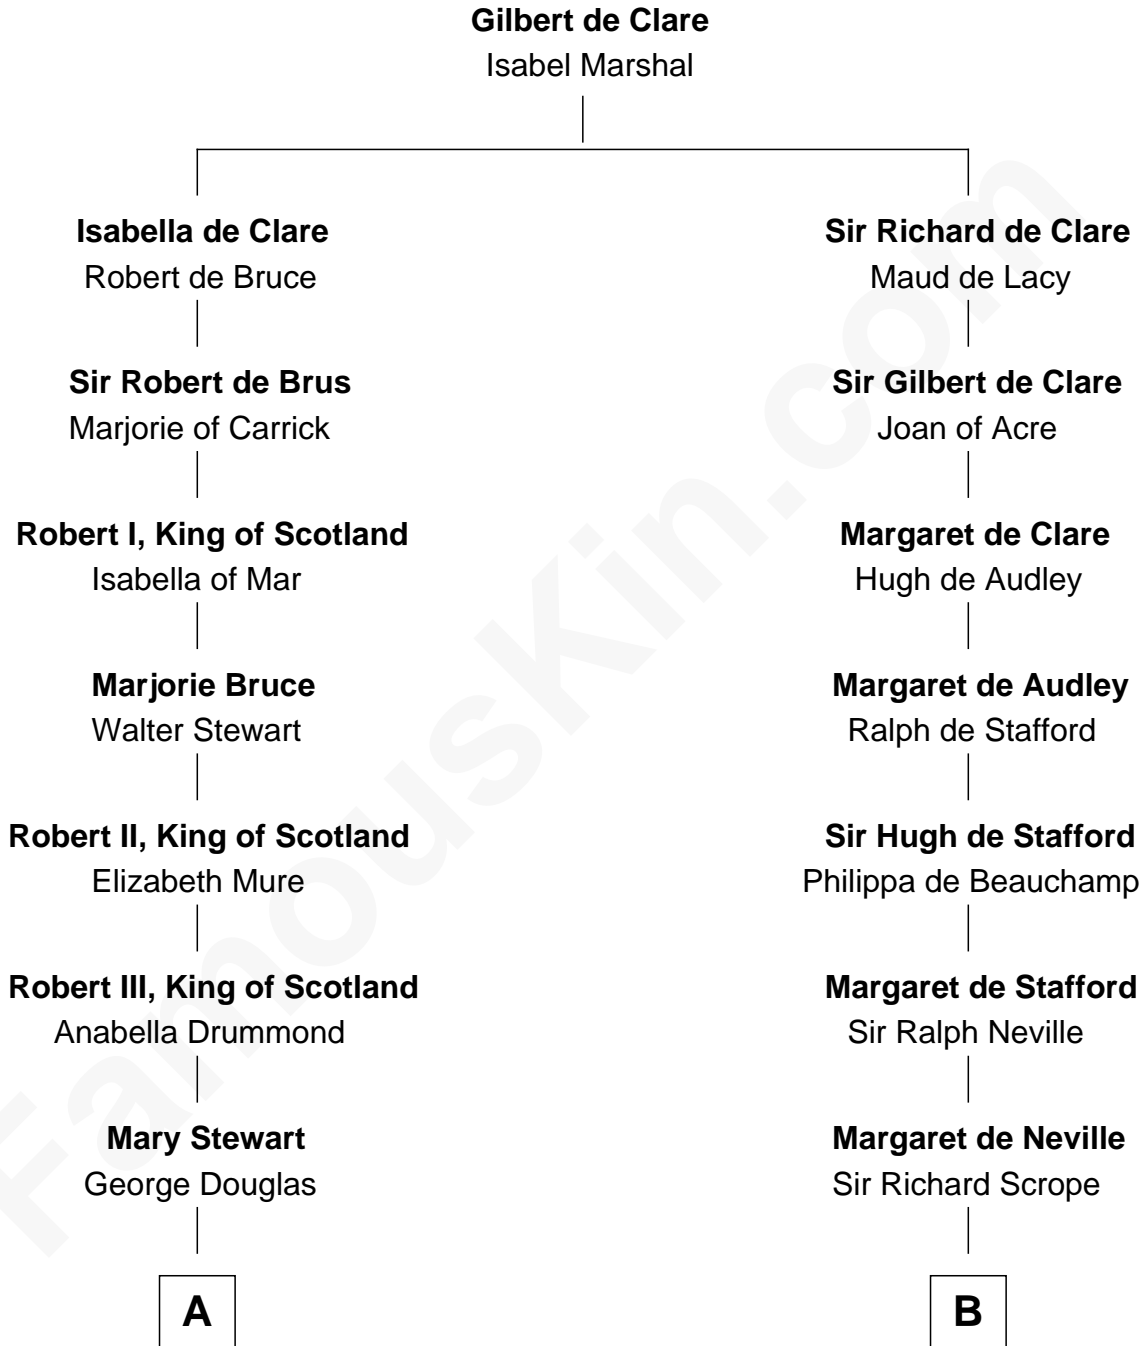 Gilbert de Clare
Isabel Marshal
Isabella de Clare
Robert de Bruce
Sir Richard de Clare
Maud de Lacy
Sir Robert de Brus
Marjorie of Carrick
Sir Gilbert de Clare
Joan of Acre
Robert I, King of Scotland
Isabella of Mar
Margaret de Clare
Hugh de Audley
Marjorie Bruce
Walter Stewart
Margaret de Audley
Ralph de Stafford
Robert II, King of Scotland
Elizabeth Mure
Sir Hugh de Stafford
Philippa de Beauchamp
Robert III, King of Scotland
Anabella Drummond
Margaret de Stafford
Sir Ralph Neville
Mary Stewart
George Douglas
Margaret de Neville
Sir Richard Scrope
A
B
FamousKin.com